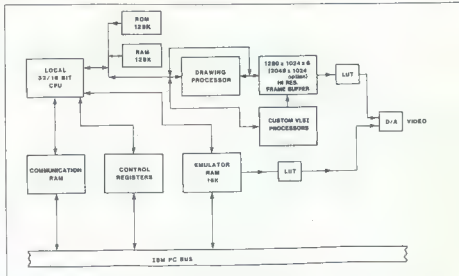 ROM
128K
RAM
128K
LOCAL
32/16 BIT
CPU
DRAWING
PROCESSOR
1280 x 1024 x 6
(2048 x 1024
option)
HI RES.
FRAME BUFFER
LUT
D/A
VIDEO
CUSTOM VLSI
PROCESSORS
COMMUNICATION
RAM
CONTROL
REGISTERS
EMULATOR
RAM
16K
LUT
IBM PC BUS